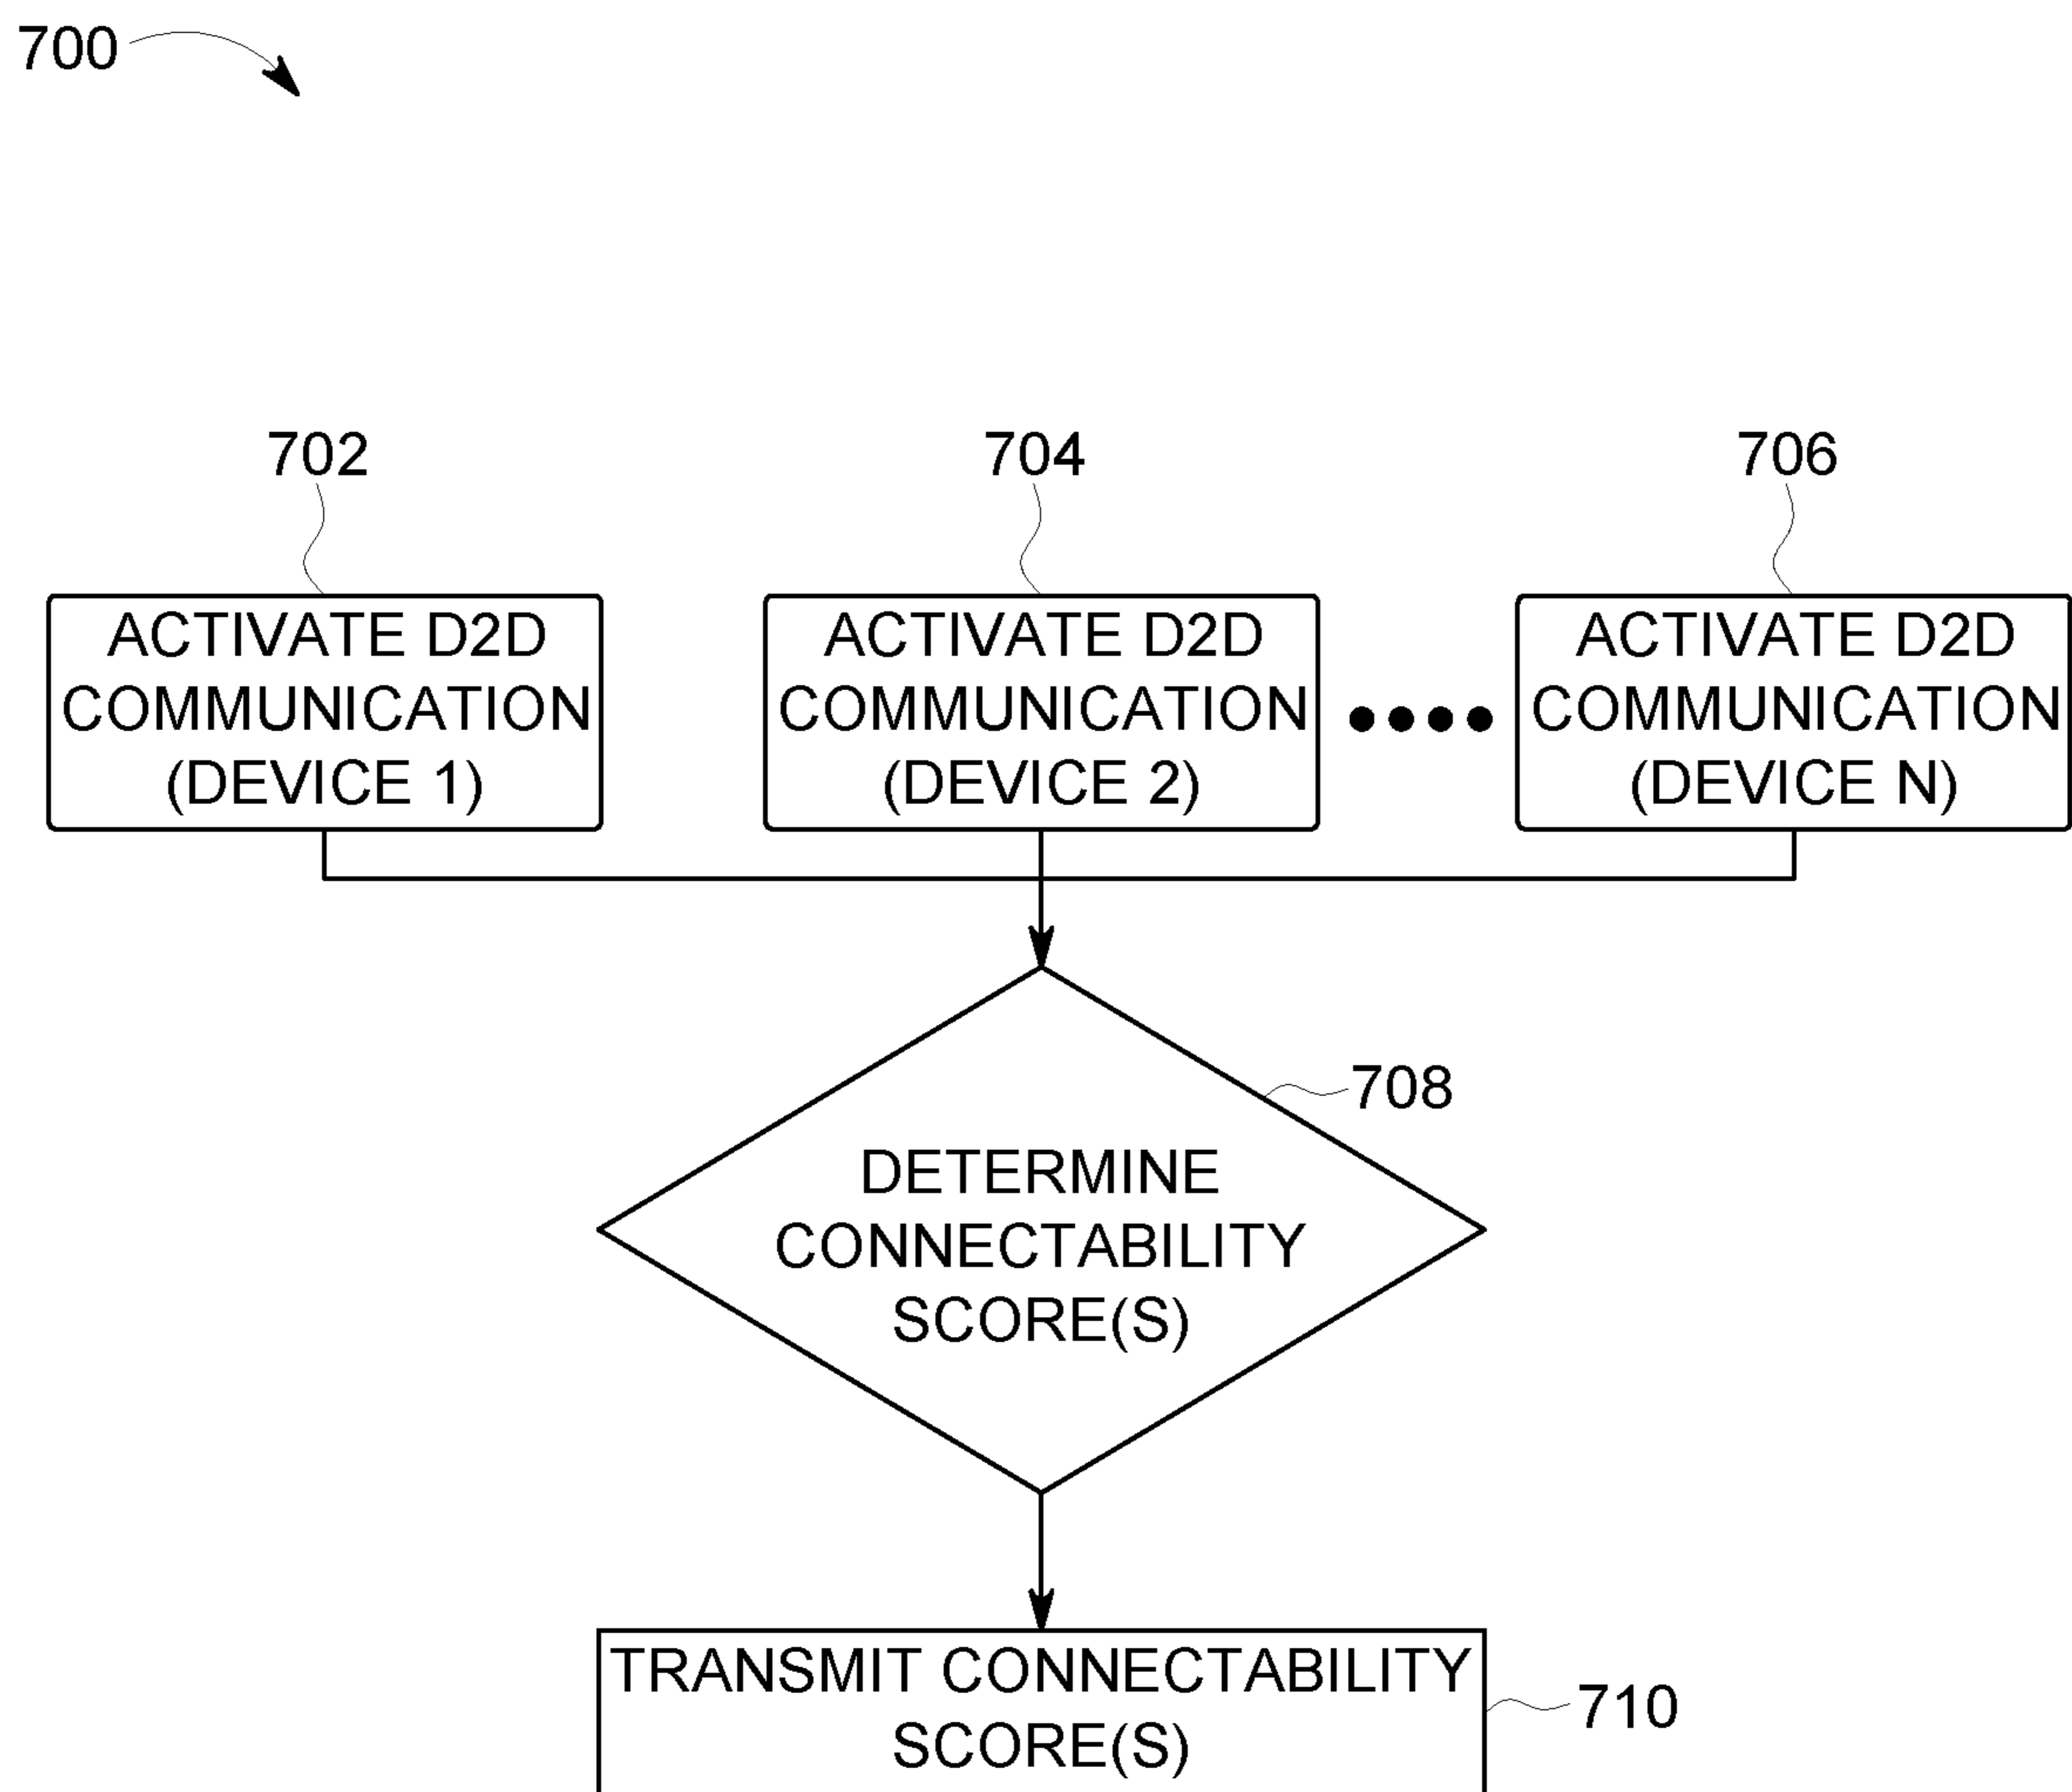 700
702
704
706
ACTIVATE D2D
COMMUNICATION
(DEVICE 1)
ACTIVATE D2D
COMMUNICATION
(DEVICE 2)
ACTIVATE D2D
COMMUNICATION
(DEVICE N)
708
DETERMINE
CONNECTABILITY
SCORE(S)
TRANSMIT CONNECTABILITY
SCORE(S)
710